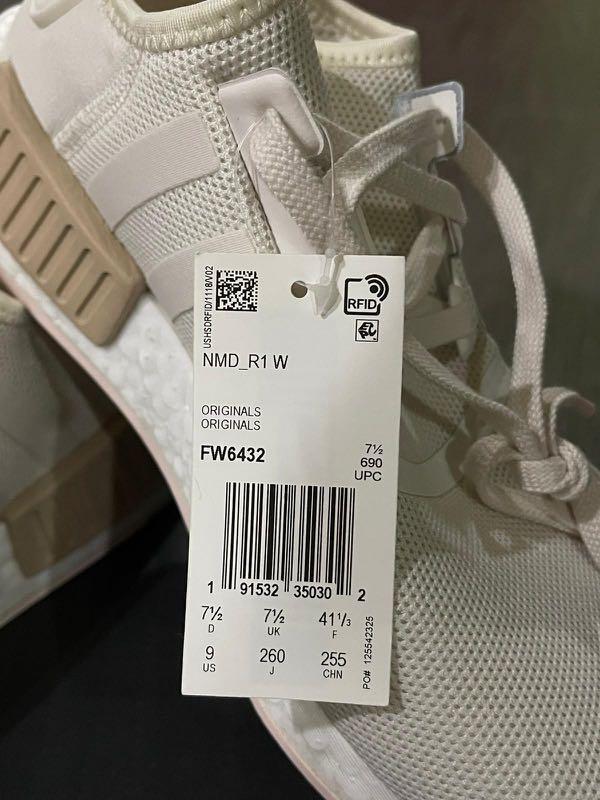 USHSDRFID/1118/V02
RFID
NMD_R1 W
ORIGINALS
ORIGINALS
FW6432
7½
690
UPC
1 91532 35030 2
7½ 7½ 41⅓
D UK F
9 260 255
US J CHN
PO# 125542325